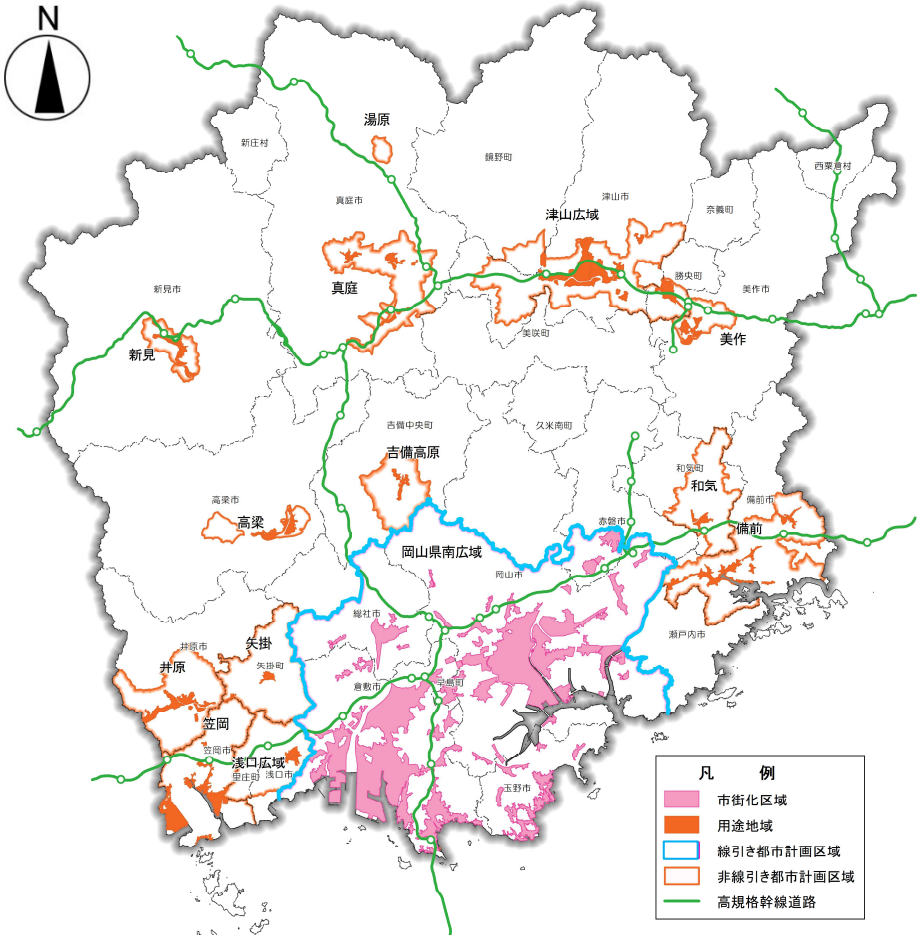 N
湯原
新庄村
鏡野町
西粟倉村
真庭市
津山市
奈義町
津山広域
勝央町
真庭
新見市
美作市
美咲町
美作
新見
吉備中央町
久米南町
吉備高原
和気町
和気
高梁市
備前市
高梁
赤磐市
備前
岡山県南広域
岡山市
総社市
瀬戸内市
矢掛
井原市
井原
矢掛町
倉敷市
早島町
笠岡
笠岡市
浅口広域
里庄町
浅口市
玉野市
凡 例
市街化区域
用途地域
線引き都市計画区域
非線引き都市計画区域
高規格幹線道路